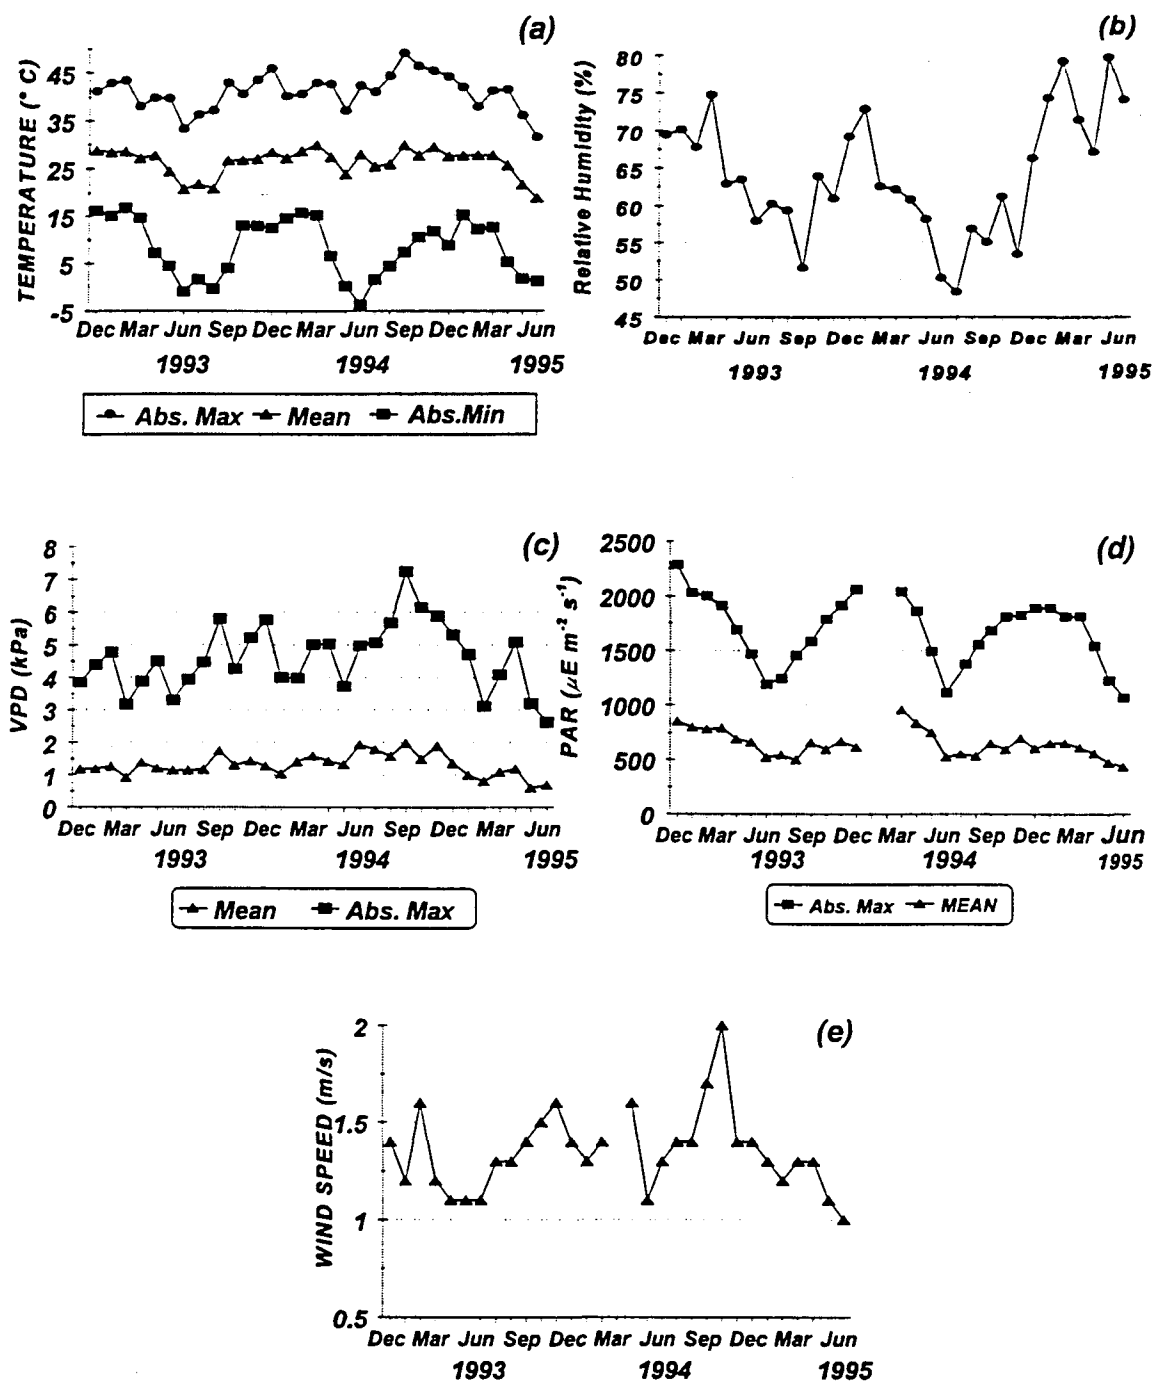 (a)
TEMPERATURE (° C)
45
35
25
15
5
-5
Dec Mar Jun Sep Dec Mar Jun Sep Dec Mar Jun
1993 1994 1995
Abs. Max Mean Abs.Min
(b)
Relative Humidity (%)
80
75
70
65
60
55
50
45
Dec Mar Jun Sep Dec Mar Jun Sep Dec Mar Jun
1993 1994 1995
(c)
VPD (kPa)
8
7
6
5
4
3
2
1
0
Dec Mar Jun Sep Dec Mar Jun Sep Dec Mar Jun
1993 1994 1995
Mean Abs. Max
(d)
PAR (μE m⁻² s⁻¹)
2500
2000
1500
1000
500
0
Dec Mar Jun Sep Dec Mar Jun Sep Dec Mar Jun
1993 1994 1995
Abs. Max MEAN
(e)
WIND SPEED (m/s)
2
1.5
1
0.5
Dec Mar Jun Sep Dec Mar Jun Sep Dec Mar Jun
1993 1994 1995